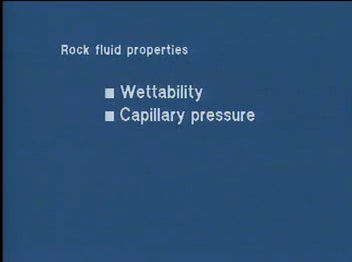 Rock fluid properties
■ Wettability
■ Capillary pressure